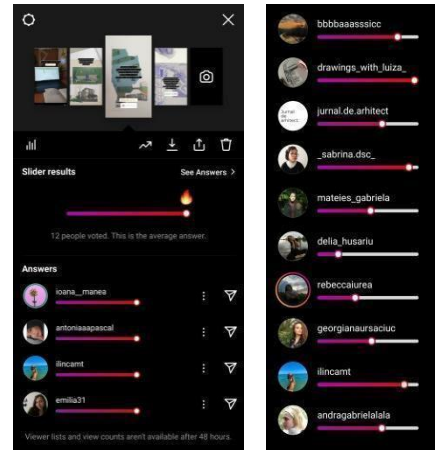 Slider results
See Answers >
12 people voted. This is the average answer.
Answers
ioana__manea
antoniaaapascal
ilincamt
emilia31
Viewer lists and view counts aren't available after 48 hours.
bbbbaaasssicc
drawings_with_luiza_
jurnal.de.arhitect
_sabrina.dsc_
mateies_gabriela
delia_husariu
rebeccaiurea
georgianaursaciuc
ilincamt
andragabrielalala